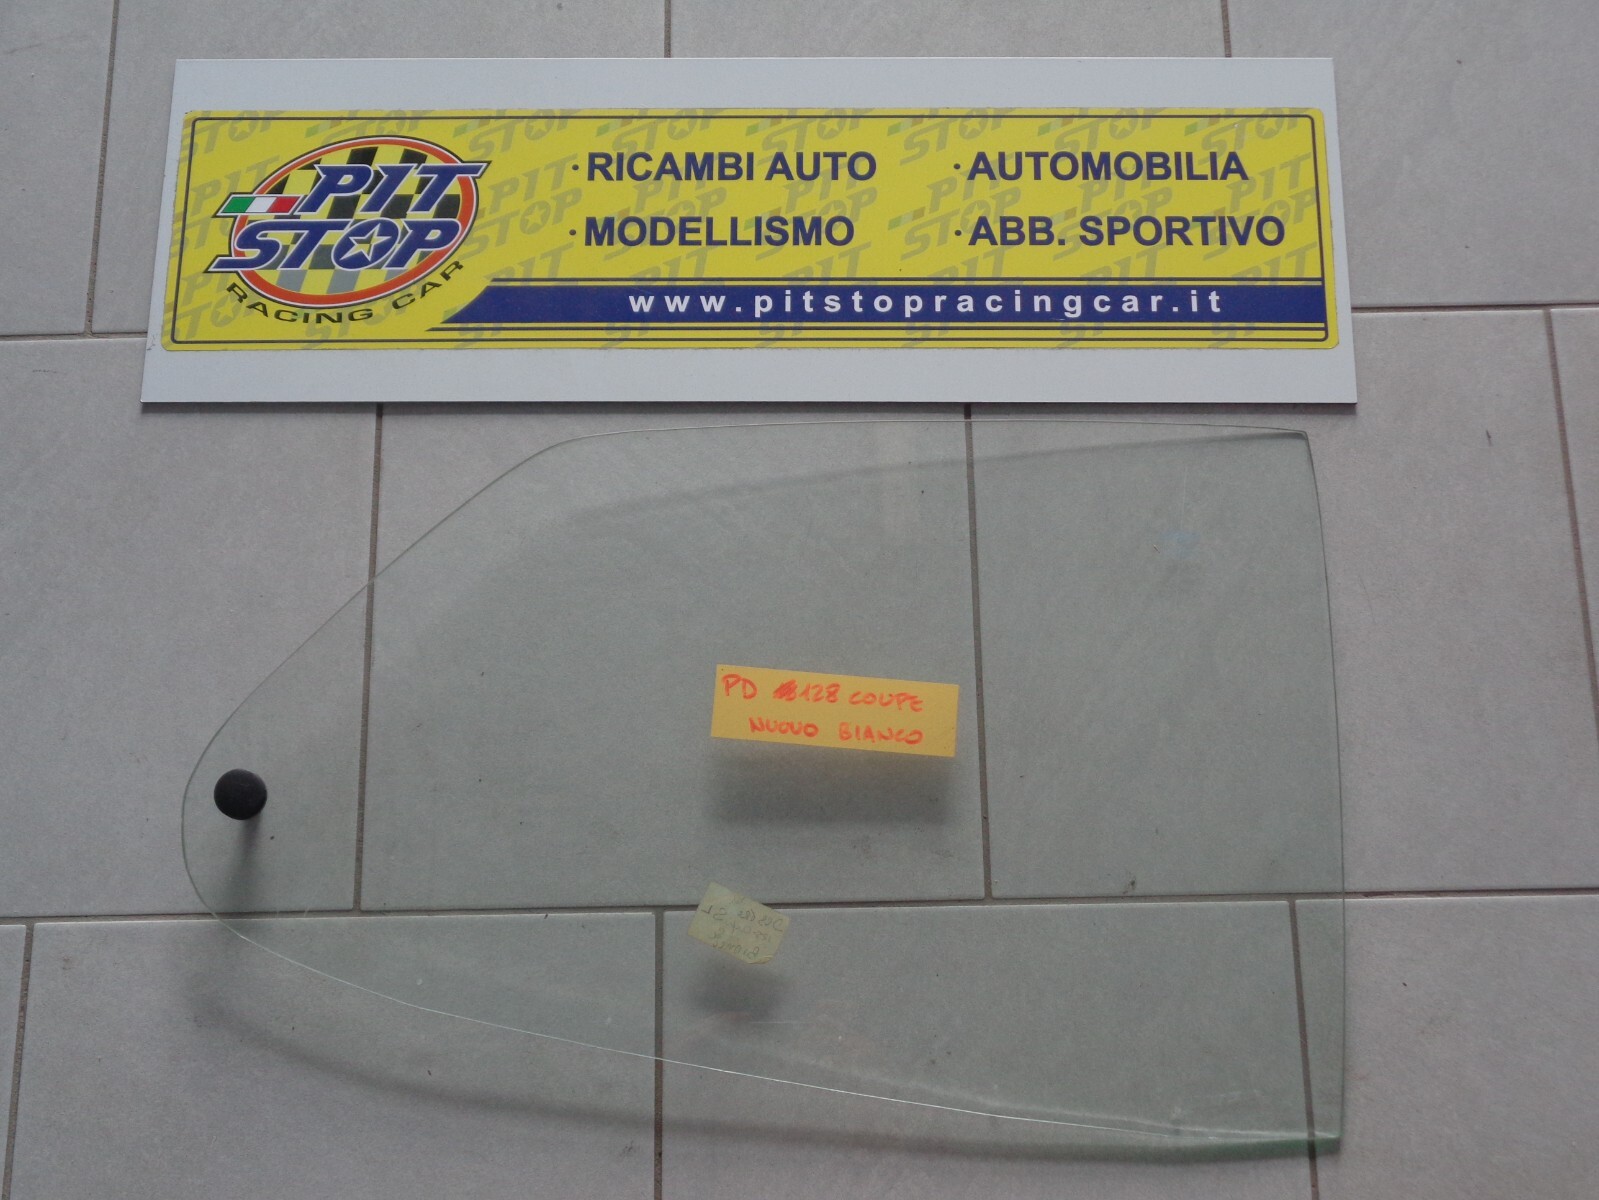 PIT STOP
RACING CAR
· RICAMBI AUTO
· MODELLISMO
· AUTOMOBILIA
· ABB. SPORTIVO
www.pitstopracingcar.it
PD 128 COUPE
NUOVO BIANCO